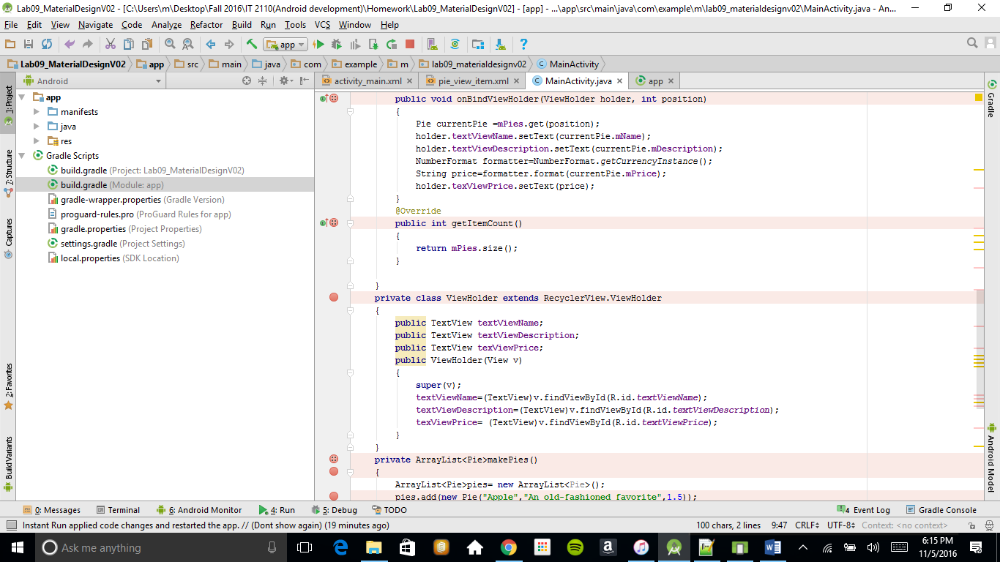 Lab09_MaterialDesignV02 - [C:\Users\m\Desktop\Fall 2016\IT 2110(Android development)\Homework\Lab09_MaterialDesignV02] - [app] - ...\app\src\main\java\com\example\m\lab09_materialdesignv02\MainActivity.java - An...
File Edit View Navigate Code Analyze Refactor Build Run Tools VCS Window Help
app
Lab09_MaterialDesignV02 app src main java com example m lab09_materialdesignv02 MainActivity
Android
activity_main.xml pie_view_item.xml MainActivity.java app
1: Project
7: Structure
Captures
2: Favorites
Build Variants
app
manifests
java
res
Gradle Scripts
build.gradle (Project: Lab09_MaterialDesignV02)
build.gradle (Module: app)
gradle-wrapper.properties (Gradle Version)
proguard-rules.pro (ProGuard Rules for app)
gradle.properties (Project Properties)
settings.gradle (Project Settings)
local.properties (SDK Location)
public void onBindViewHolder(ViewHolder holder, int position)
{
Pie currentPie =mPies.get(position);
holder.textViewName.setText(currentPie.mName);
holder.textViewDescription.setText(currentPie.mDescription);
NumberFormat formatter=NumberFormat.getCurrencyInstance();
String price=formatter.format(currentPie.mPrice);
holder.texViewPrice.setText(price);
}
@Override
public int getItemCount()
{
return mPies.size();
}
}
private class ViewHolder extends RecyclerView.ViewHolder
{
public TextView textViewName;
public TextView textViewDescription;
public TextView texViewPrice;
public ViewHolder(View v)
{
super(v);
textViewName=(TextView)v.findViewById(R.id.textViewName);
textViewDescription=(TextView)v.findViewById(R.id.textViewDescription);
texViewPrice= (TextView)v.findViewById(R.id.textViewPrice);
}
}
private ArrayList<Pie>makePies()
{
ArrayList<Pie>pies= new ArrayList<Pie>();
pies.add(new Pie("Apple","An old-fashioned favorite",1.5));
Gradle
Android Model
0: Messages Terminal 6: Android Monitor 4: Run 5: Debug TODO 4 Event Log Gradle Console
Instant Run applied code changes and restarted the app. // (Dont show again) (19 minutes ago) 100 chars, 2 lines 9:47 CRLF UTF-8 Context: <no context>
Ask me anything
6:15 PM
11/5/2016